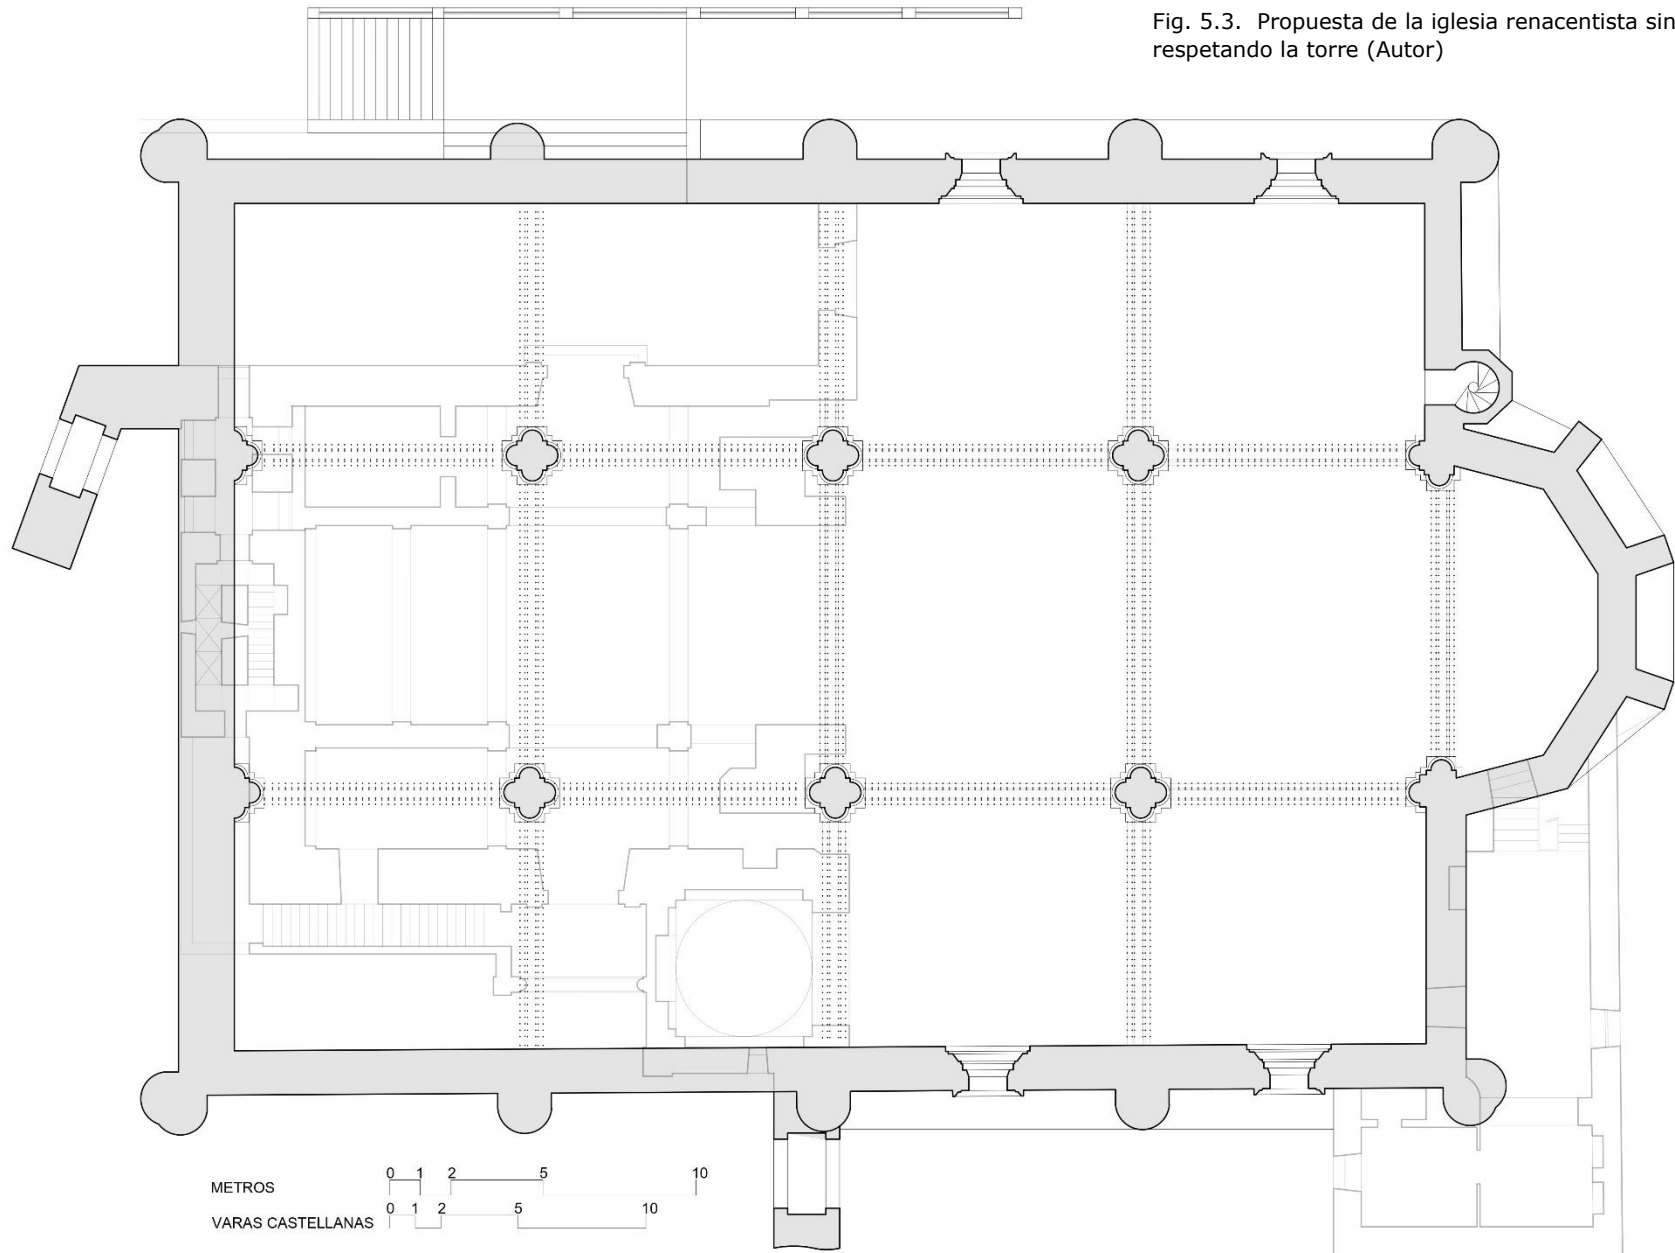 Fig. 5.3. Propuesta de la iglesia renacentista sin
respetando la torre (Autor)
METROS 0 1 2 5 10
VARAS CASTELLANAS 0 1 2 5 10